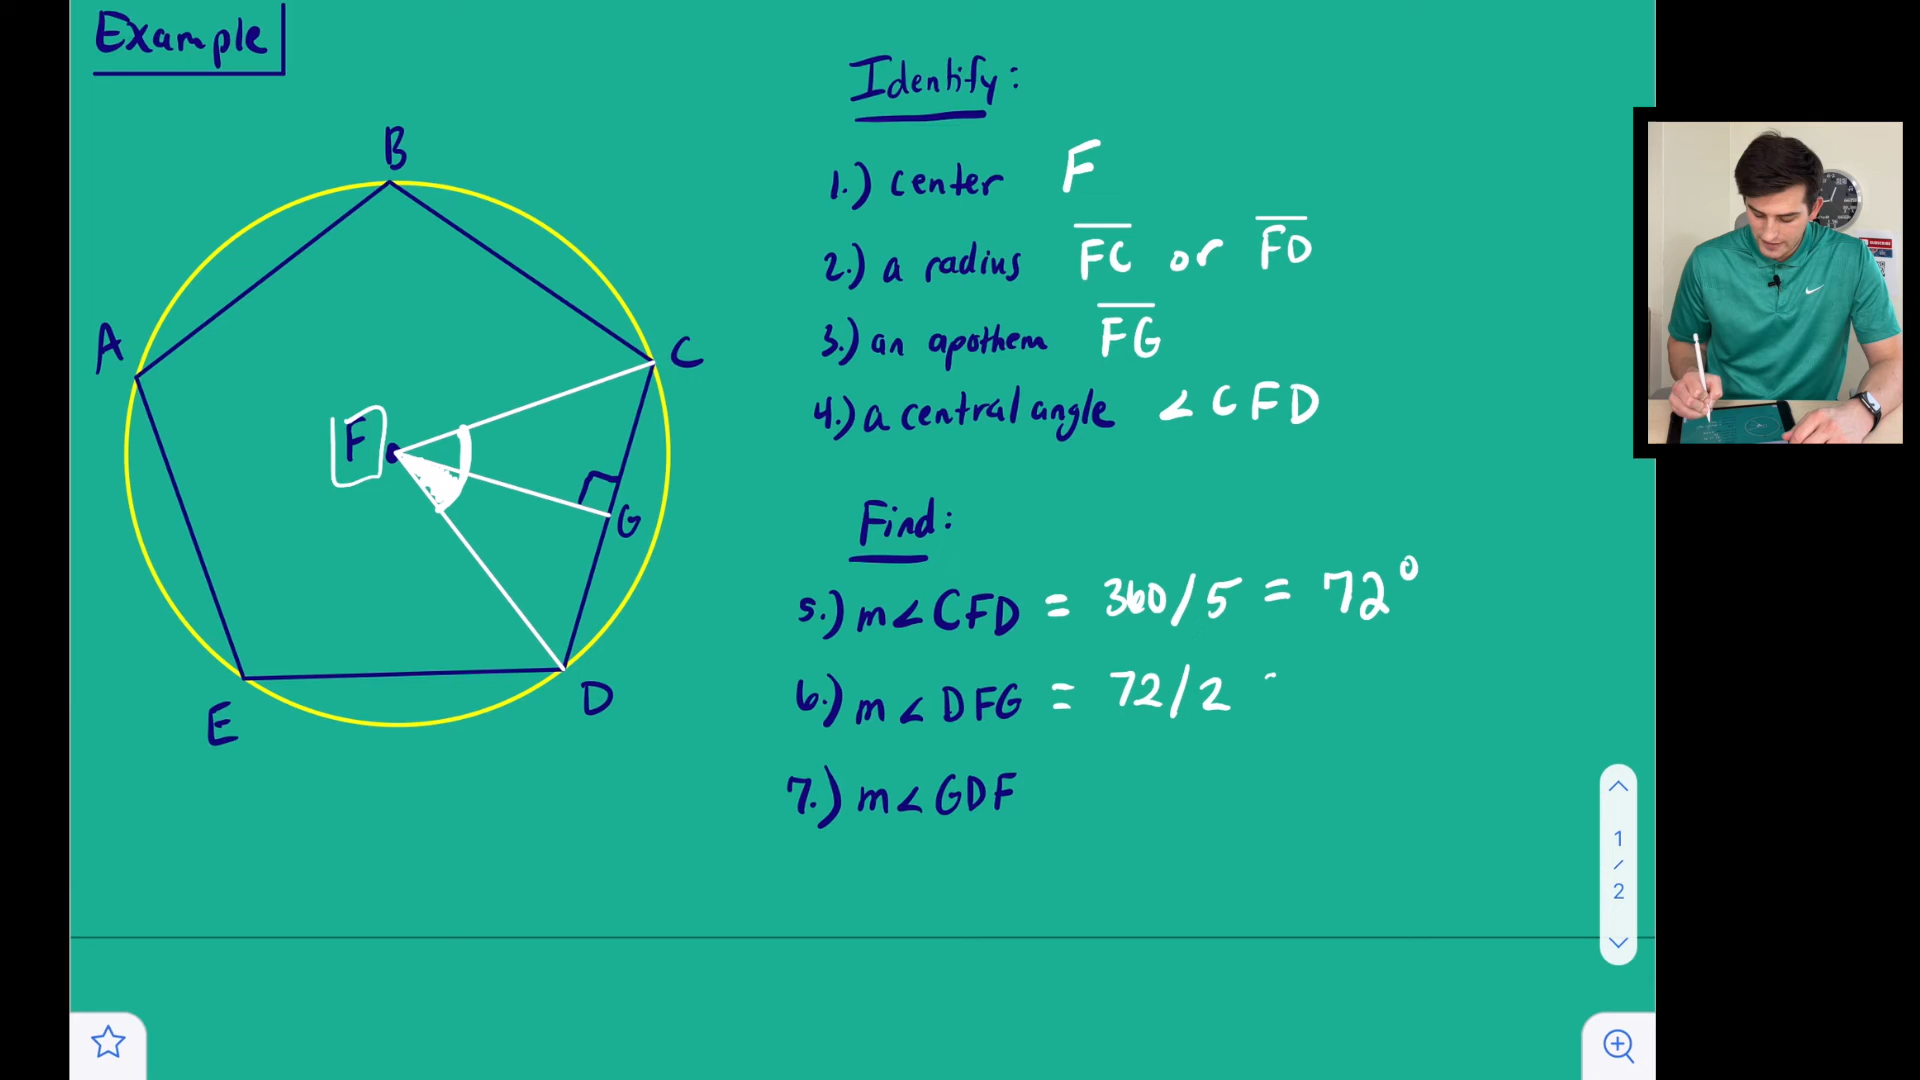 Example
Identify:
1.) center F
2.) a radius FC or FD
3.) an apothem FG
4.) a central angle ∠CFD
Find:
5.) m∠CFD = 360/5 = 72°
6.) m∠DFG = 72/2
7.) m∠GDF
B
A
C
F
G
E
D
1
/
2
SUBSCRIBE